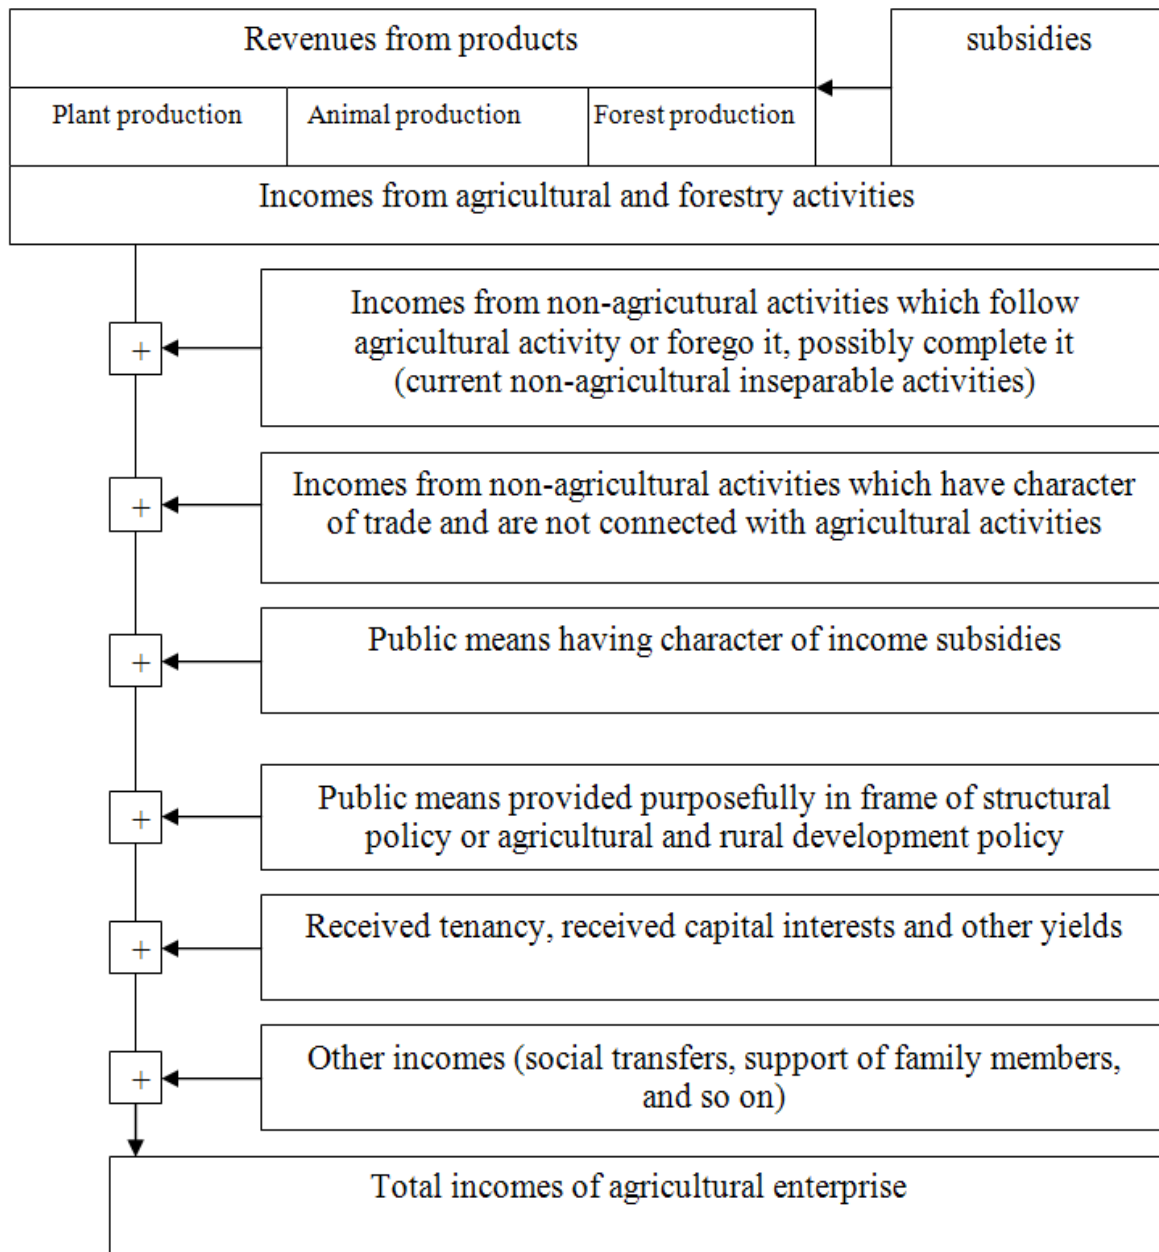 Revenues from products
subsidies
Plant production
Animal production
Forest production
Incomes from agricultural and forestry activities
Incomes from non-agricutural activities which follow
agricultural activity or forego it, possibly complete it
(current non-agricultural inseparable activities)
+
Incomes from non-agricultural activities which have character
of trade and are not connected with agricultural activities
+
Public means having character of income subsidies
+
Public means provided purposefully in frame of structural
policy or agricultural and rural development policy
+
Received tenancy, received capital interests and other yields
+
Other incomes (social transfers, support of family members,
and so on)
+
Total incomes of agricultural enterprise